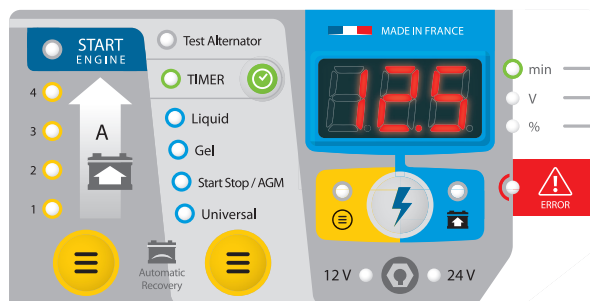 START
ENGINE
4
3
2
1
A
Automatic
Recovery
Test Alternator
TIMER
Liquid
Gel
Start Stop / AGM
Universal
MADE IN FRANCE
12.5
min
V
%
ERROR
12 V
24 V